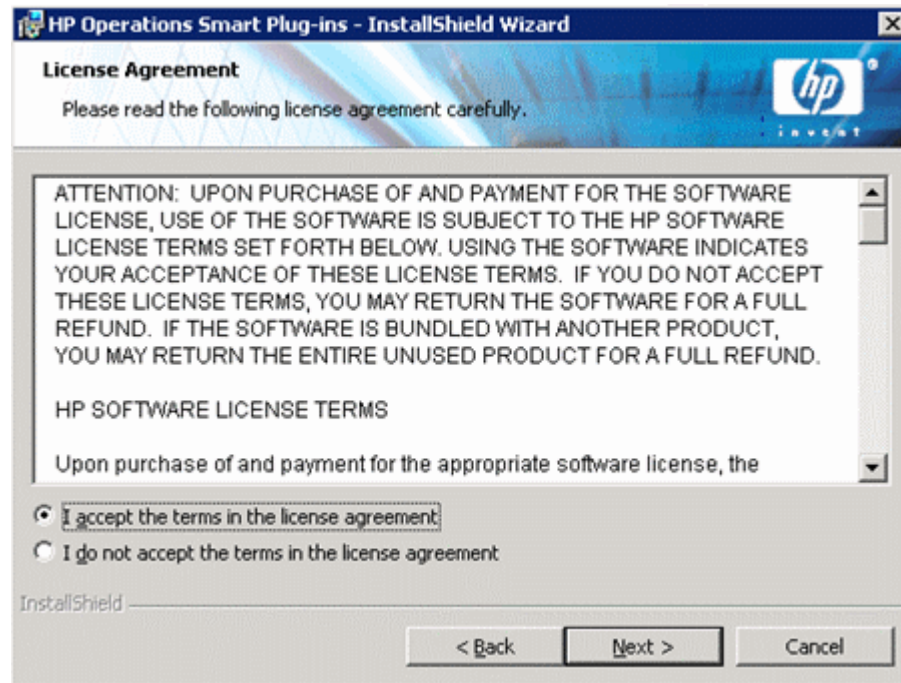 HP Operations Smart Plug-ins - InstallShield Wizard
License Agreement
Please read the following license agreement carefully.
hp
invent
ATTENTION: UPON PURCHASE OF AND PAYMENT FOR THE SOFTWARE
LICENSE, USE OF THE SOFTWARE IS SUBJECT TO THE HP SOFTWARE
LICENSE TERMS SET FORTH BELOW. USING THE SOFTWARE INDICATES
YOUR ACCEPTANCE OF THESE LICENSE TERMS. IF YOU DO NOT ACCEPT
THESE LICENSE TERMS, YOU MAY RETURN THE SOFTWARE FOR A FULL
REFUND. IF THE SOFTWARE IS BUNDLED WITH ANOTHER PRODUCT,
YOU MAY RETURN THE ENTIRE UNUSED PRODUCT FOR A FULL REFUND.
HP SOFTWARE LICENSE TERMS
Upon purchase of and payment for the appropriate software license, the
I accept the terms in the license agreement
I do not accept the terms in the license agreement
InstallShield
< Back
Next >
Cancel